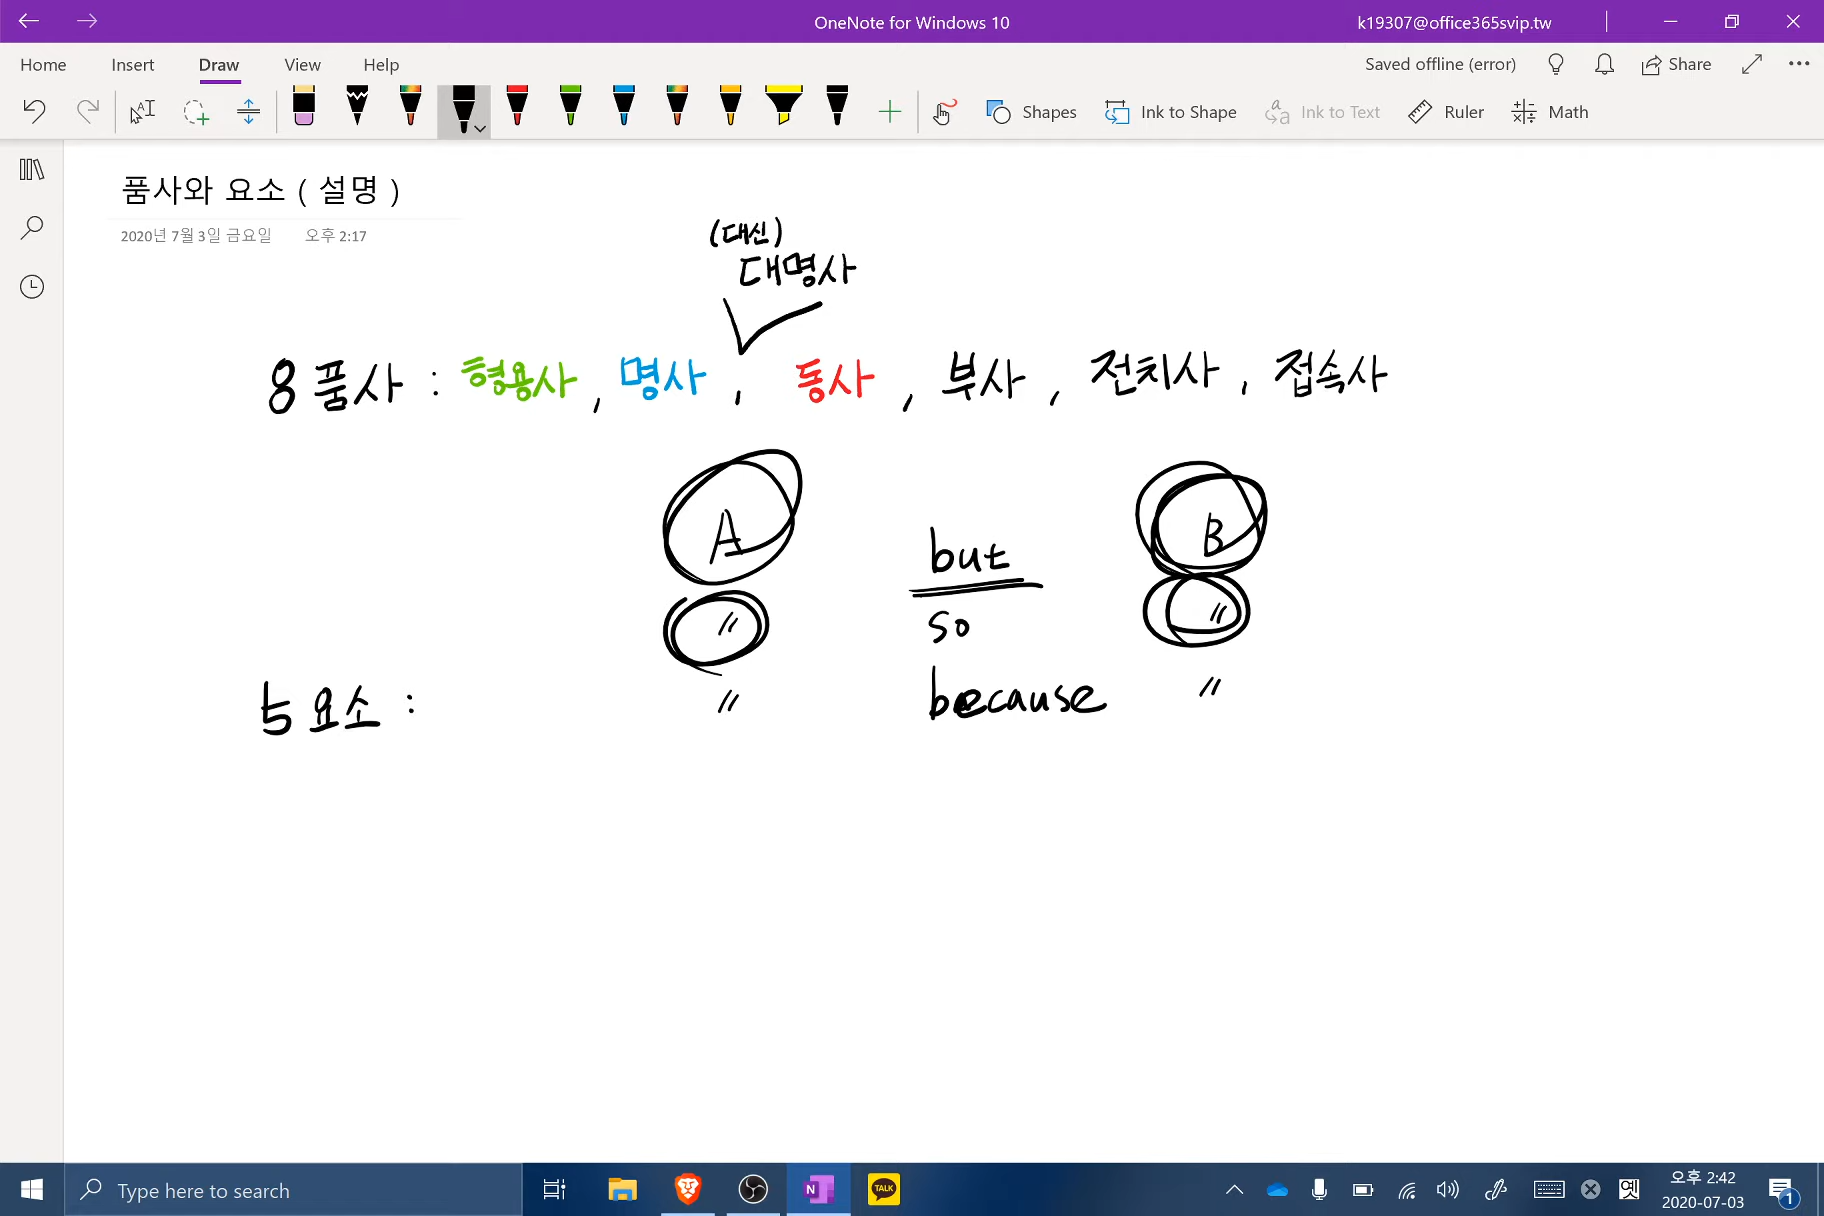 OneNote for Windows 10
k19307@office365svip.tw
Home Insert Draw View Help
Saved offline (error) Share
Shapes Ink to Shape Ink to Text Ruler Math
품사와 요소 ( 설명 )
2020년 7월 3일 금요일 오후 2:17
(대신)
대명사
8 품사 : 형용사 , 명사 , 동사 , 부사 , 전치사 , 접속사
A but B
〃 so 〃
5 요소 : 〃 because 〃
Type here to search
N
TALK
오후 2:42
2020-07-03
1